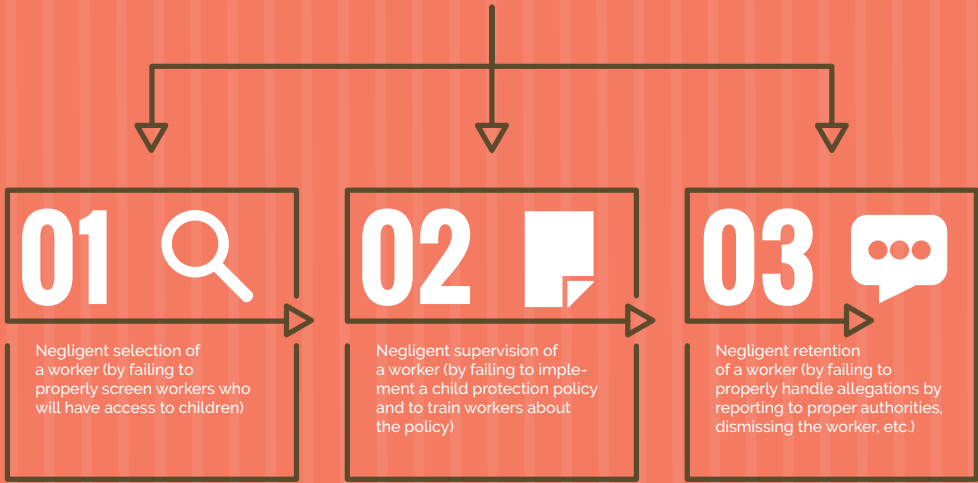 01
Negligent selection of
a worker (by failing to
properly screen workers who
will have access to children)
02
Negligent supervision of
a worker (by failing to imple-
ment a child protection policy
and to train workers about
the policy)
03
Negligent retention
of a worker (by failing to
properly handle allegations by
reporting to proper authorities,
dismissing the worker, etc.)